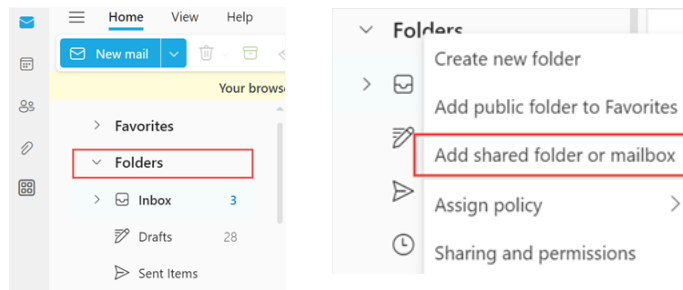 Home View Help
New mail
Your brows
Favorites
Folders
Inbox 3
Drafts 28
Sent Items
Folders
Create new folder
Add public folder to Favorites
Add shared folder or mailbox
Assign policy
Sharing and permissions